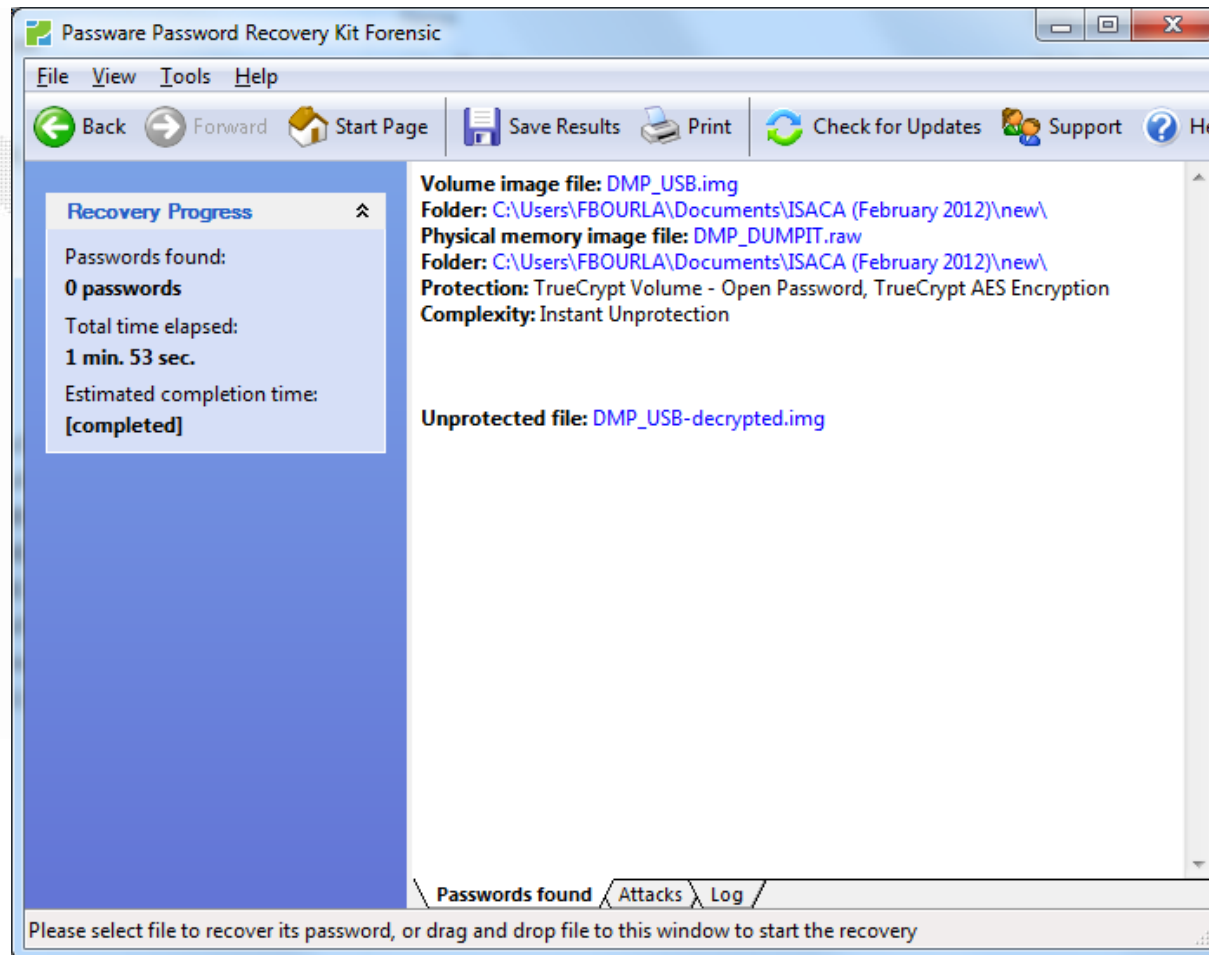 Passware Password Recovery Kit Forensic
File View Tools Help
Back Forward Start Page Save Results Print Check for Updates Support
Recovery Progress
Passwords found:
0 passwords
Total time elapsed:
1 min. 53 sec.
Estimated completion time:
[completed]
Volume image file: DMP_USB.img
Folder: C:\Users\FBOURLA\Documents\ISACA (February 2012)\new\
Physical memory image file: DMP_DUMPIT.raw
Folder: C:\Users\FBOURLA\Documents\ISACA (February 2012)\new\
Protection: TrueCrypt Volume - Open Password, TrueCrypt AES Encryption
Complexity: Instant Unprotection
Unprotected file: DMP_USB-decrypted.img
Passwords found Attacks Log
Please select file to recover its password, or drag and drop file to this window to start the recovery